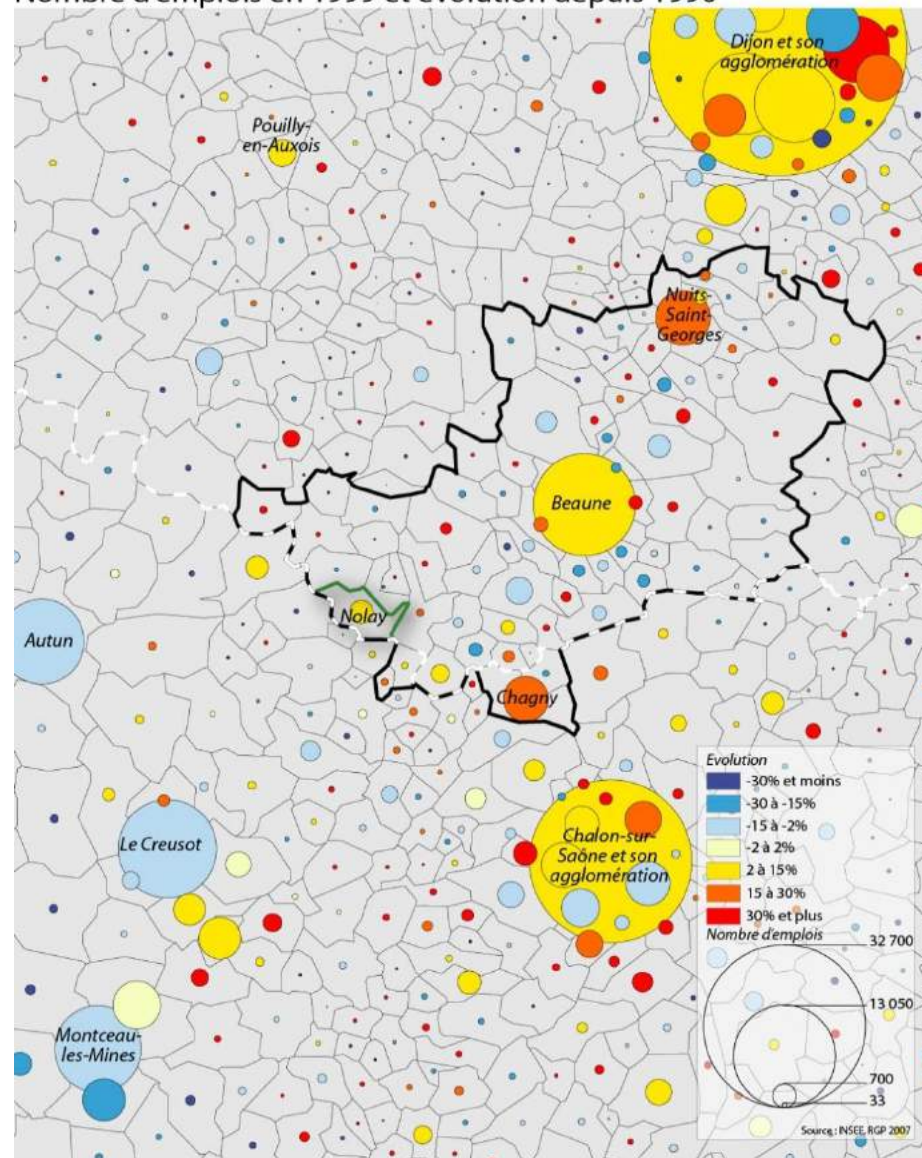 Nombre d'emplois en 1999 et évolution depuis 1990
Dijon et son
agglomération
Pouilly-
en-Auxois
Nuits-
Saint-
Georges
Beaune
Nolay
Autun
Chagny
Le Creusot
Chalon-sur-
Saône et son
agglomération
Montceau-
les-Mines
Evolution
-30% et moins
-30 à -15%
-15 à -2%
-2 à 2%
2 à 15%
15 à 30%
30% et plus
Nombre d'emplois
32 700
13 050
700
33
Source : INSEE, RGP 2007